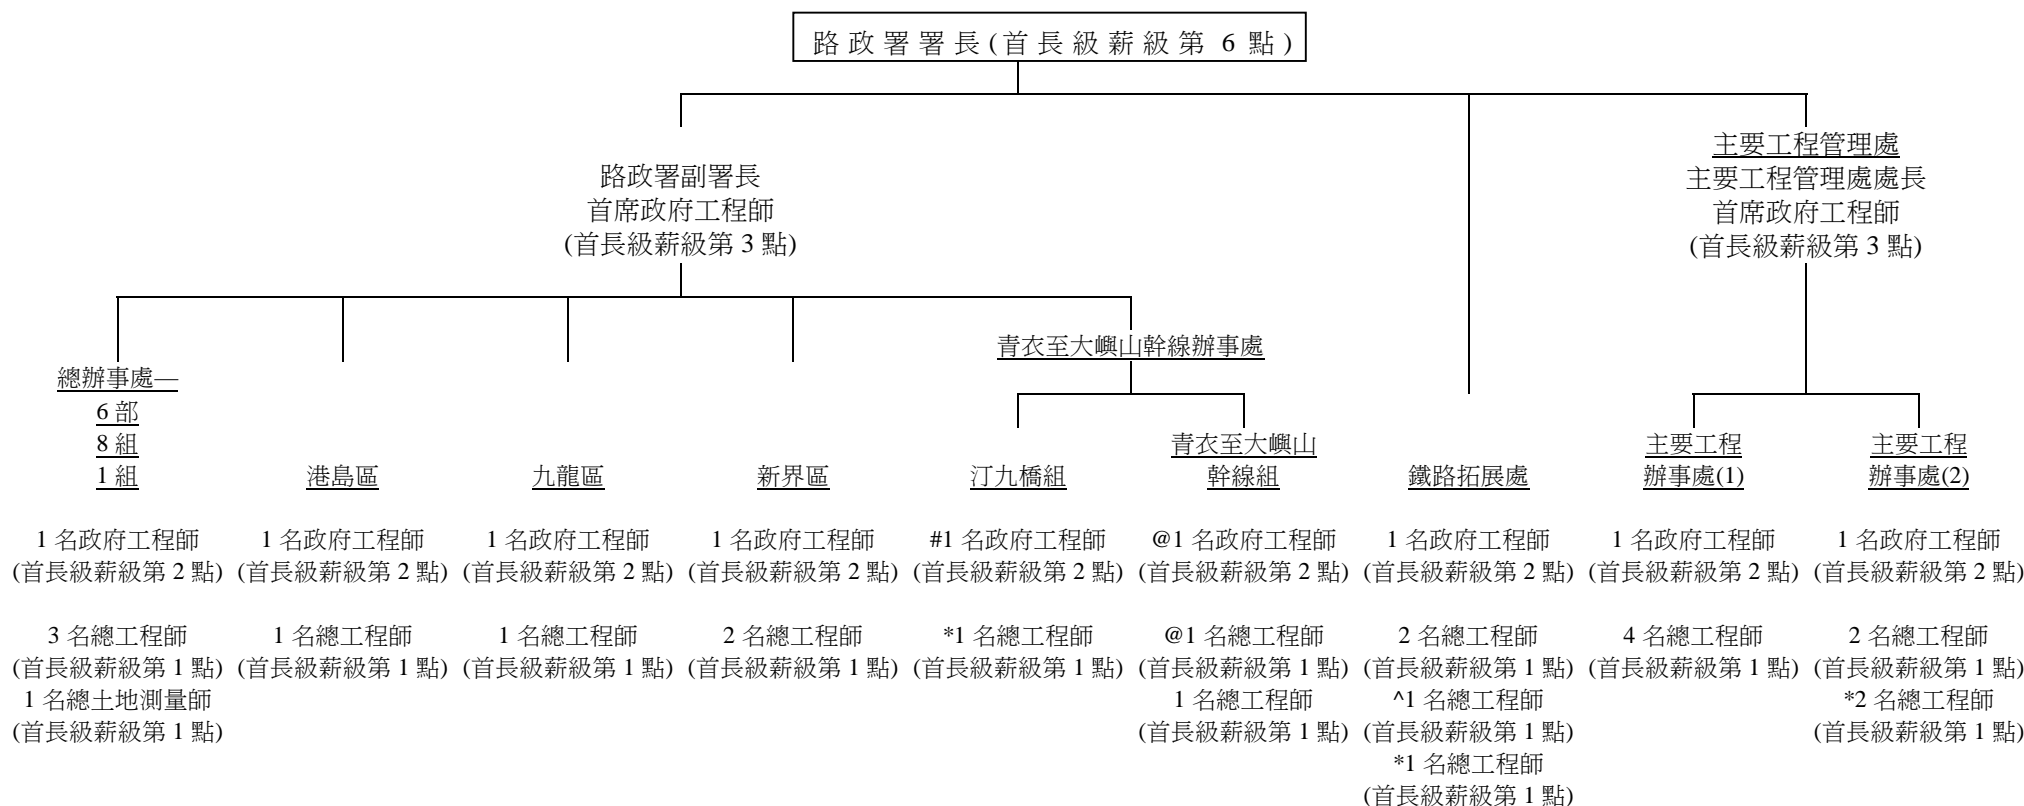 路政署署長(首長級薪級第 6 點)
路政署副署長
首席政府工程師
(首長級薪級第 3 點)
主要工程管理處
主要工程管理處處長
首席政府工程師
(首長級薪級第 3 點)
青衣至大嶼山幹線辦事處
總辦事處—
6 部
8 組
1 組
港島區
九龍區
新界區
汀九橋組
青衣至大嶼山
幹線組
鐵路拓展處
主要工程
辦事處(1)
主要工程
辦事處(2)
1 名政府工程師
(首長級薪級第 2 點)
3 名總工程師
(首長級薪級第 1 點)
1 名總土地測量師
(首長級薪級第 1 點)
1 名政府工程師
(首長級薪級第 2 點)
1 名總工程師
(首長級薪級第 1 點)
1 名政府工程師
(首長級薪級第 2 點)
1 名總工程師
(首長級薪級第 1 點)
1 名政府工程師
(首長級薪級第 2 點)
2 名總工程師
(首長級薪級第 1 點)
#1 名政府工程師
(首長級薪級第 2 點)
*1 名總工程師
(首長級薪級第 1 點)
@1 名政府工程師
(首長級薪級第 2 點)
@1 名總工程師
(首長級薪級第 1 點)
1 名總工程師
(首長級薪級第 1 點)
1 名政府工程師
(首長級薪級第 2 點)
2 名總工程師
(首長級薪級第 1 點)
^1 名總工程師
(首長級薪級第 1 點)
*1 名總工程師
(首長級薪級第 1 點)
1 名政府工程師
(首長級薪級第 2 點)
4 名總工程師
(首長級薪級第 1 點)
1 名政府工程師
(首長級薪級第 2 點)
2 名總工程師
(首長級薪級第 1 點)
*2 名總工程師
(首長級薪級第 1 點)